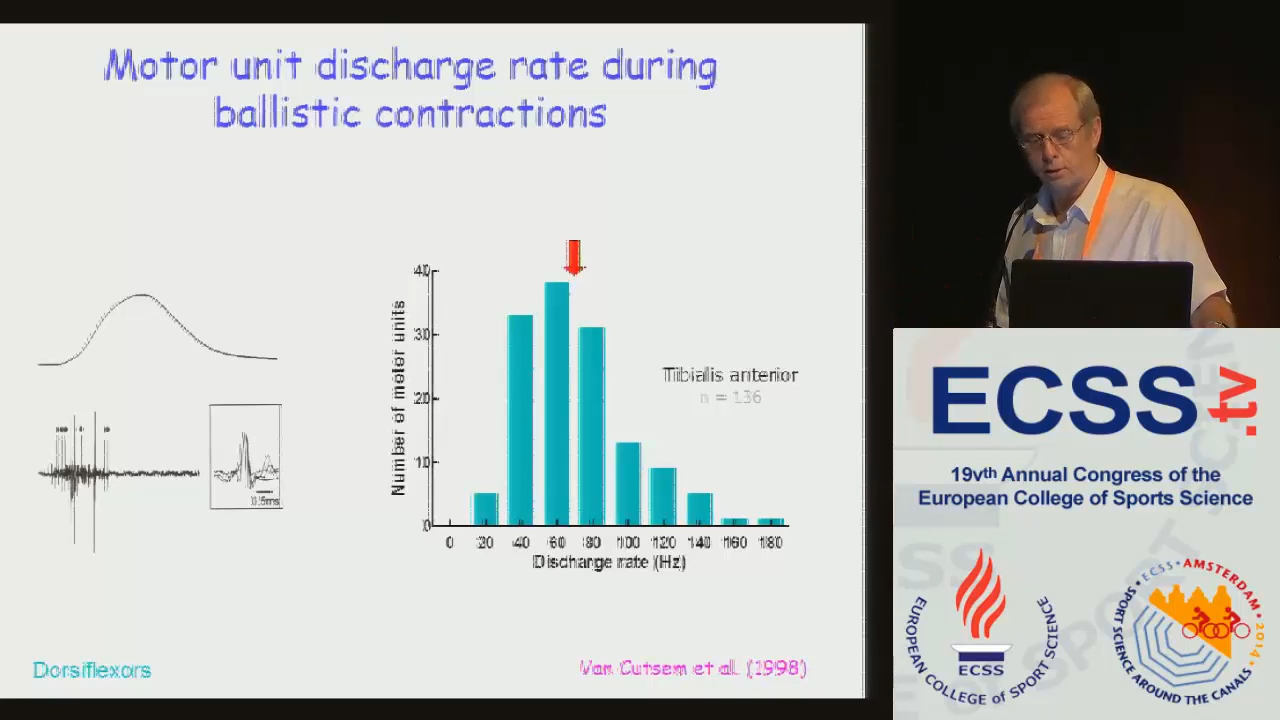 Motor unit discharge rate during
ballistic contractions
40
30
20
10
0
Number of motor units
0 20 40 60 80 100 120 140 160 180
Discharge rate (Hz)
Tibialis anterior
n = 136
Dorsiflexors
Van Cutsem et al. (1998)
ECSS.tv
19vth Annual Congress of the
European College of Sports Science
EUROPEAN COLLEGE OF SPORT SCIENCE
ECSS
ECSS • AMSTERDAM 2014
SPORT SCIENCE AROUND THE CANALS